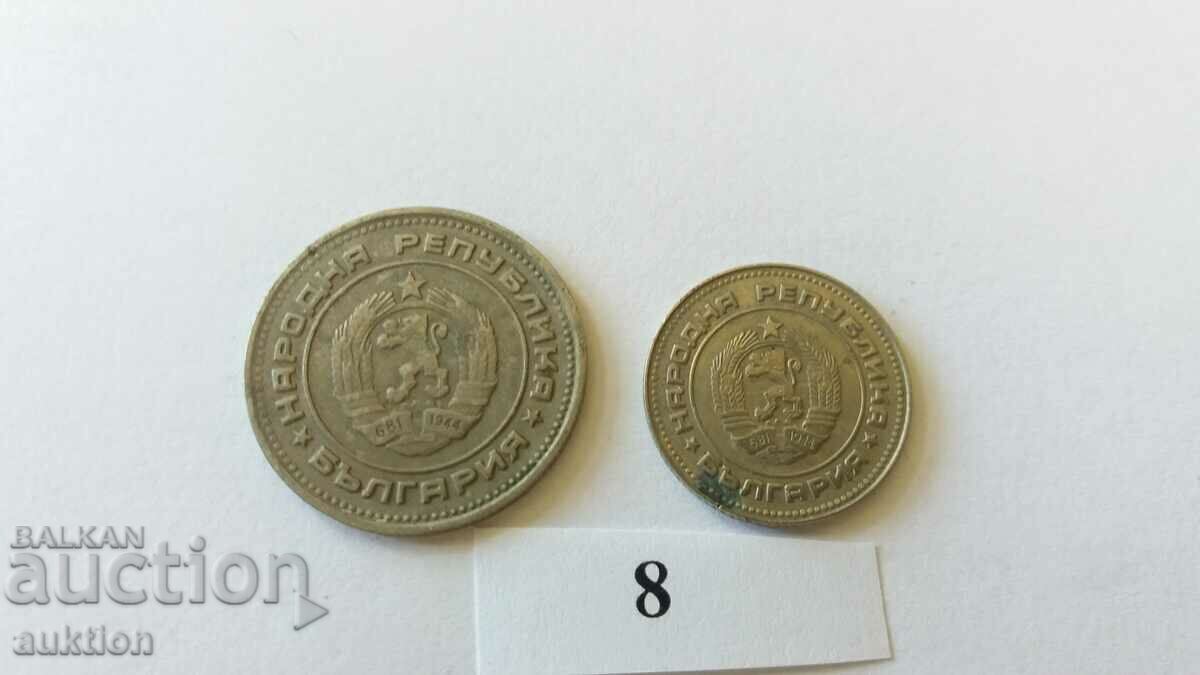 НАРОДНА РЕПУБЛИКА
★ БЪЛГАРИЯ ★
681 1944
НАРОДНА РЕПУБЛИКА
★ БЪЛГАРИЯ ★
681 1944
8
BALKAN
auction
auktion